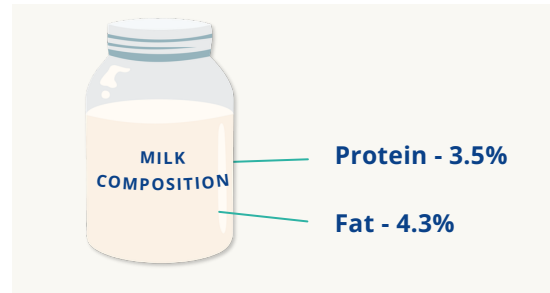 MILK
COMPOSITION
Protein - 3.5%
Fat - 4.3%